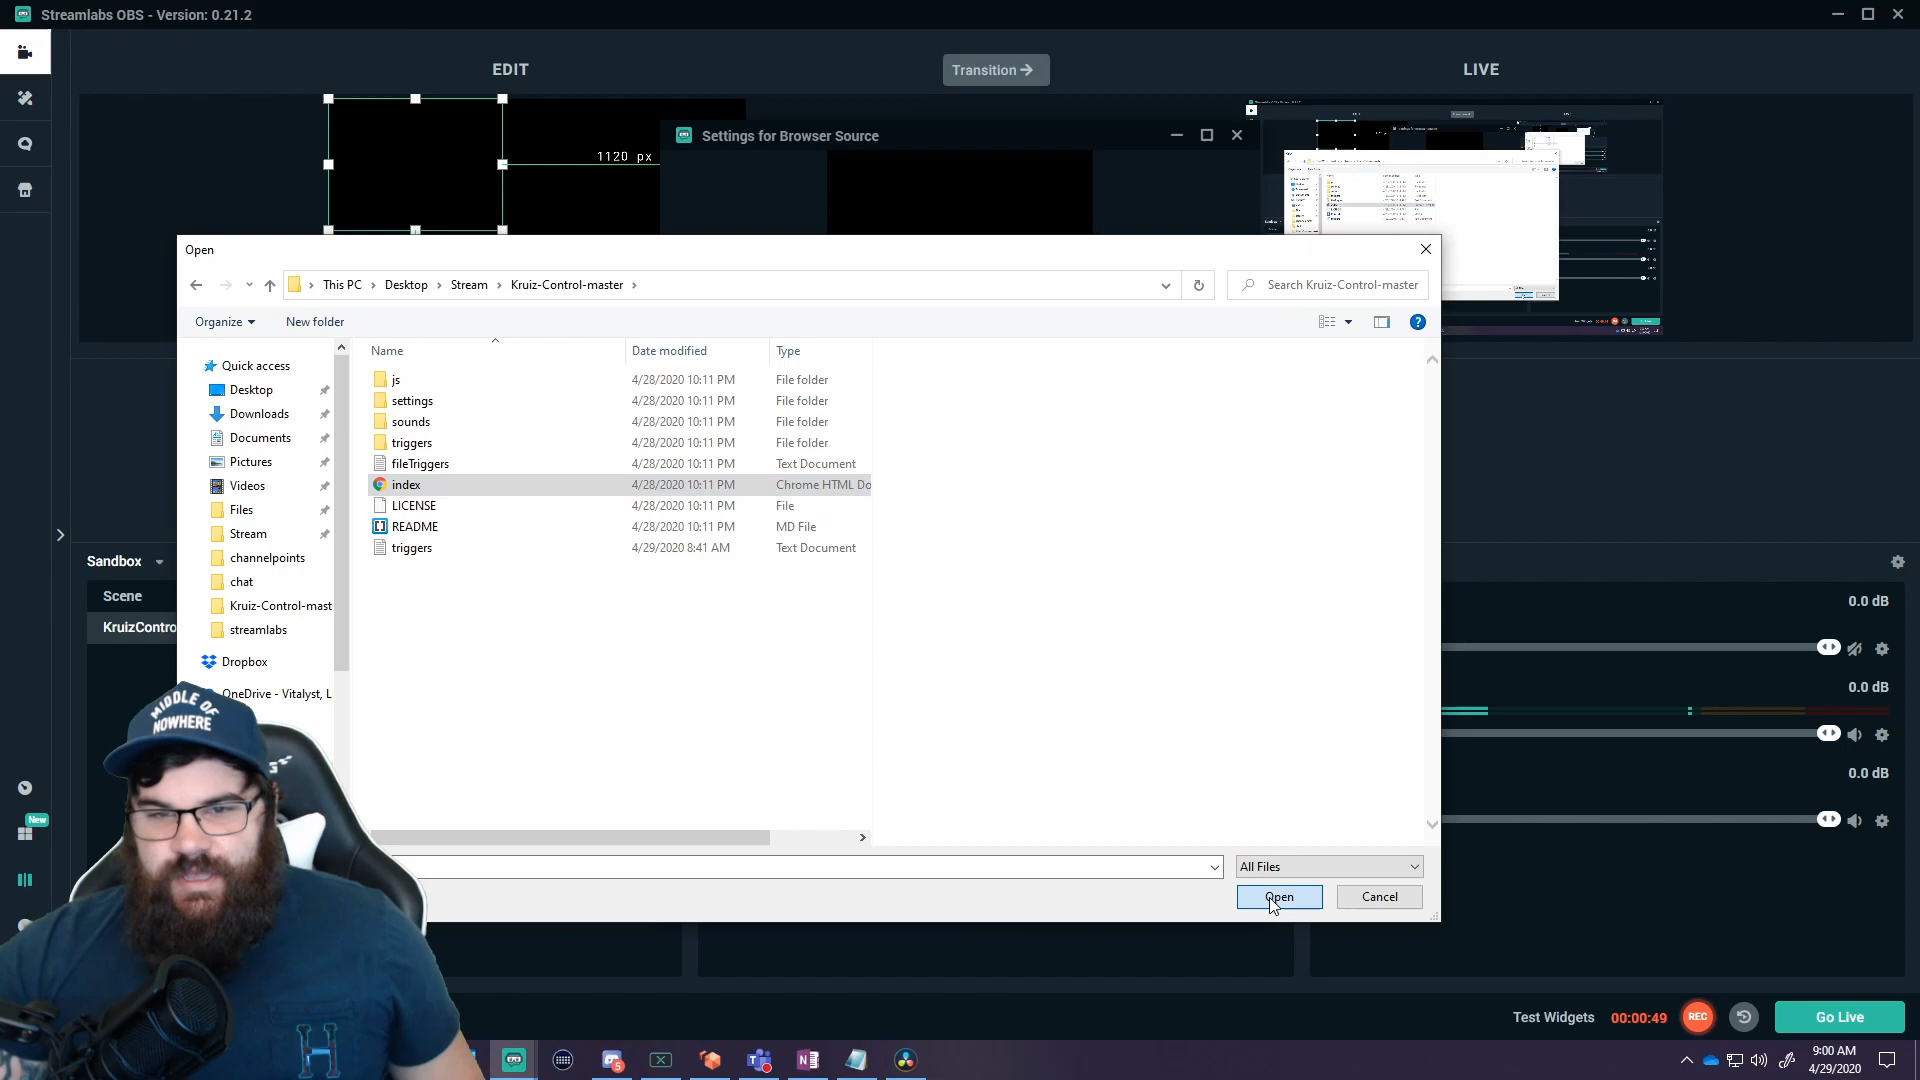 Streamlabs OBS - Version: 0.21.2
EDIT
Transition
LIVE
1120 px
Settings for Browser Source
Open
This PC
Desktop
Stream
Kruiz-Control-master
Search Kruiz-Control-master
Organize
New folder
Name
Date modified
Type
Quick access
Desktop
Downloads
Documents
Pictures
Videos
Files
Stream
channelpoints
chat
Kruiz-Control-mast
streamlabs
Dropbox
OneDrive - Vitalyst, L
js 4/28/2020 10:11 PM File folder
settings 4/28/2020 10:11 PM File folder
sounds 4/28/2020 10:11 PM File folder
triggers 4/28/2020 10:11 PM File folder
fileTriggers 4/28/2020 10:11 PM Text Document
index 4/28/2020 10:11 PM Chrome HTML Do
LICENSE 4/28/2020 10:11 PM File
README 4/28/2020 10:11 PM MD File
triggers 4/29/2020 8:41 AM Text Document
All Files
Open
Cancel
Sandbox
Scene
KruizContro
0.0 dB
0.0 dB
0.0 dB
New
MIDDLE OF
NOWHERE
H
Test Widgets
00:00:49
REC
Go Live
5
9:00 AM
4/29/2020